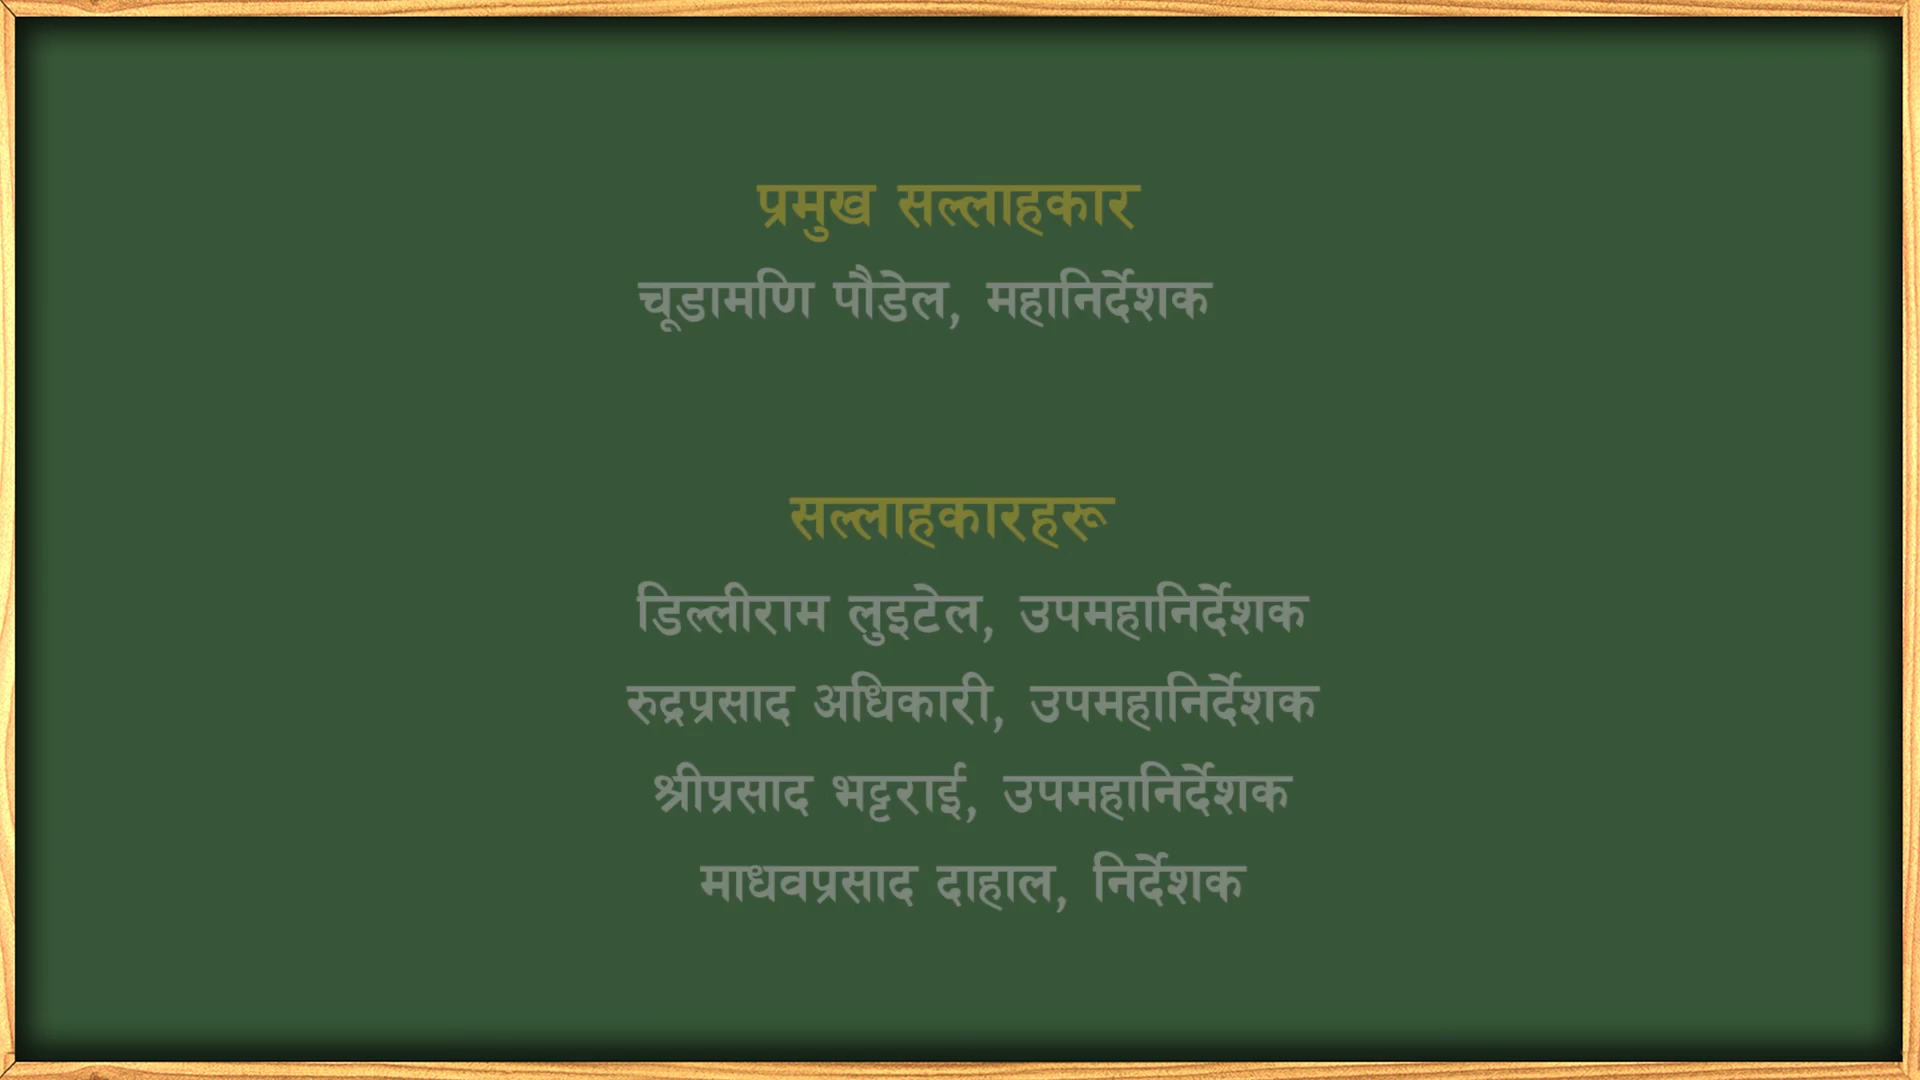 प्रमुख सल्लाहकार
चूडामणि पौडेल, महानिर्देशक
सल्लाहकारहरू
डिल्लीराम लुइटेल, उपमहानिर्देशक
रुद्रप्रसाद अधिकारी, उपमहानिर्देशक
श्रीप्रसाद भट्टराई, उपमहानिर्देशक
माधवप्रसाद दाहाल, निर्देशक